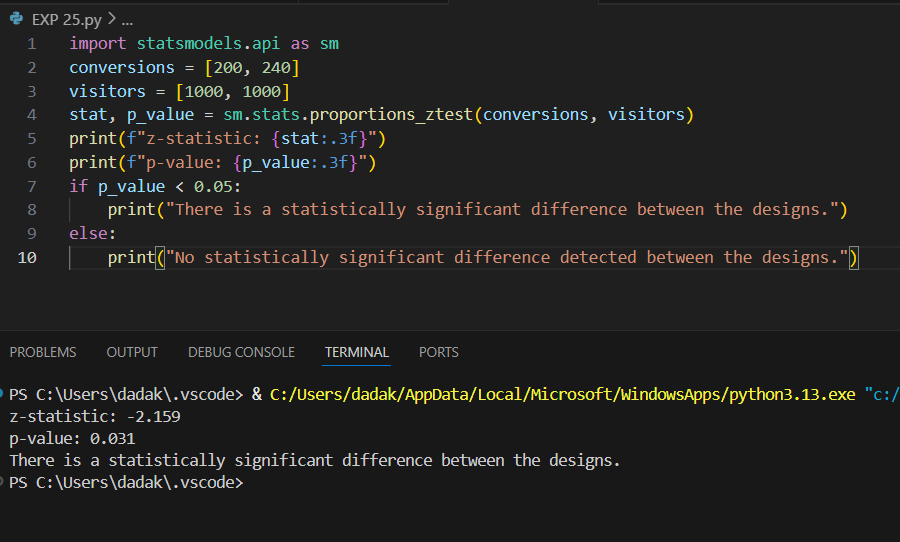 EXP 25.py > ...
1 import statsmodels.api as sm
2 conversions = [200, 240]
3 visitors = [1000, 1000]
4 stat, p_value = sm.stats.proportions_ztest(conversions, visitors)
5 print(f"z-statistic: {stat:.3f}")
6 print(f"p-value: {p_value:.3f}")
7 if p_value < 0.05:
8     print("There is a statistically significant difference between the designs.")
9 else:
10     print("No statistically significant difference detected between the designs.")
PROBLEMS OUTPUT DEBUG CONSOLE TERMINAL PORTS
PS C:\Users\dadak\.vscode> & C:/Users/dadak/AppData/Local/Microsoft/WindowsApps/python3.13.exe "c:/
z-statistic: -2.159
p-value: 0.031
There is a statistically significant difference between the designs.
PS C:\Users\dadak\.vscode>